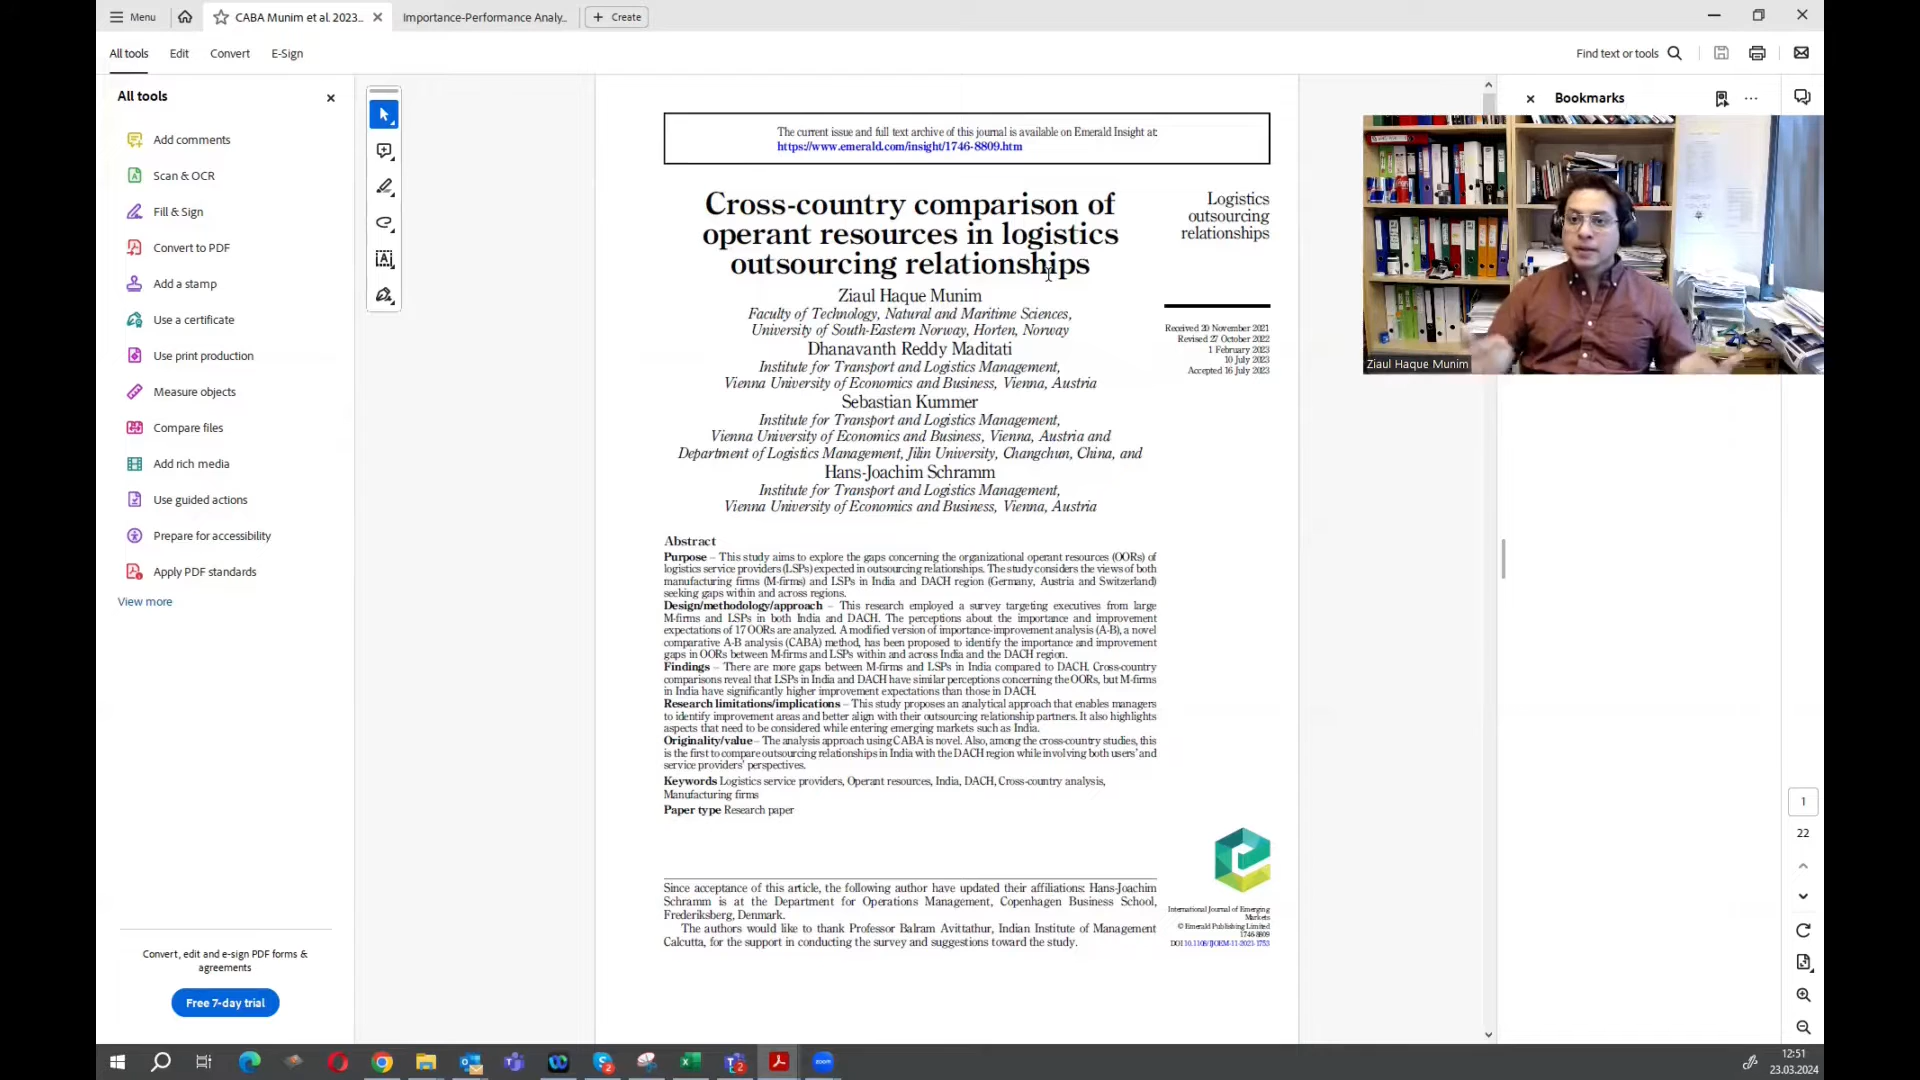 Menu
CABA Munim et al. 2023...
Importance-Performance Analy...
Create
All tools
Edit
Convert
E-Sign
Find text or tools
All tools
Add comments
Scan & OCR
Fill & Sign
Convert to PDF
Add a stamp
Use a certificate
Use print production
Measure objects
Compare files
Add rich media
Use guided actions
Prepare for accessibility
Apply PDF standards
View more
Convert, edit and e-sign PDF forms &
agreements
Free 7-day trial
The current issue and full text archive of this journal is available on Emerald Insight at:
https://www.emerald.com/insight/1746-8809.htm
Cross-country comparison of
operant resources in logistics
outsourcing relationships
Logistics
outsourcing
relationships
Ziaul Haque Munim
Faculty of Technology, Natural and Maritime Sciences,
University of South-Eastern Norway, Horten, Norway
Dhanavanth Reddy Maditati
Institute for Transport and Logistics Management,
Vienna University of Economics and Business, Vienna, Austria
Sebastian Kummer
Institute for Transport and Logistics Management,
Vienna University of Economics and Business, Vienna, Austria and
Department of Logistics Management, Jilin University, Changchun, China, and
Hans-Joachim Schramm
Institute for Transport and Logistics Management,
Vienna University of Economics and Business, Vienna, Austria
Received 20 November 2021
Revised 27 October 2022
1 February 2023
10 July 2023
Accepted 16 July 2023
Abstract
Purpose – This study aims to explore the gaps concerning the organizational operant resources (OORs) of
logistics service providers (LSPs) expected in outsourcing relationships. The study considers the views of both
manufacturing firms (M-firms) and LSPs in India and DACH region (Germany, Austria and Switzerland)
seeking gaps within and across regions.
Design/methodology/approach – This research employed a survey targeting executives from large
M-firms and LSPs in both India and DACH. The perceptions about the importance and improvement
expectations of 17 OORs are analyzed. A modified version of importance-improvement analysis (A-B), a novel
comparative A-B analysis (CABA) method, has been proposed to identify the importance and improvement
gaps in OORs between M-firms and LSPs within and across India and the DACH region.
Findings – There are more gaps between M-firms and LSPs in India compared to DACH. Cross-country
comparisons reveal that LSPs in India and DACH have similar perceptions concerning the OORs, but M-firms
in India have significantly higher improvement expectations than those in DACH.
Research limitations/implications – This study proposes an analytical approach that enables managers
to identify improvement areas and better align with their outsourcing relationship partners. It also highlights
aspects that need to be considered while entering emerging markets such as India.
Originality/value – The analysis approach using CABA is novel. Also, among the cross-country studies, this
is the first to compare outsourcing relationships in India with the DACH region while involving both users' and
service providers' perspectives.
Keywords Logistics service providers, Operant resources, India, DACH, Cross-country analysis,
Manufacturing firms
Paper type Research paper
Since acceptance of this article, the following author have updated their affiliations: Hans-Joachim
Schramm is at the Department for Operations Management, Copenhagen Business School,
Frederiksberg, Denmark.
The authors would like to thank Professor Balram Avittathur, Indian Institute of Management
Calcutta, for the support in conducting the survey and suggestions toward the study.
International Journal of Emerging
Markets
© Emerald Publishing Limited
1746-8809
DOI 10.1108/IJOEM-11-2021-1753
Bookmarks
Ziaul Haque Munim
1
22
12:51
23.03.2024